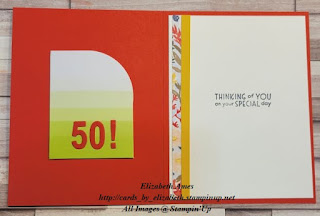 50!
THINKING of YOU
on your SPECIAL day
Elizabeth Ames
http://cards_by_elizabeth.stampinup.net
All Images @ Stampin'Up